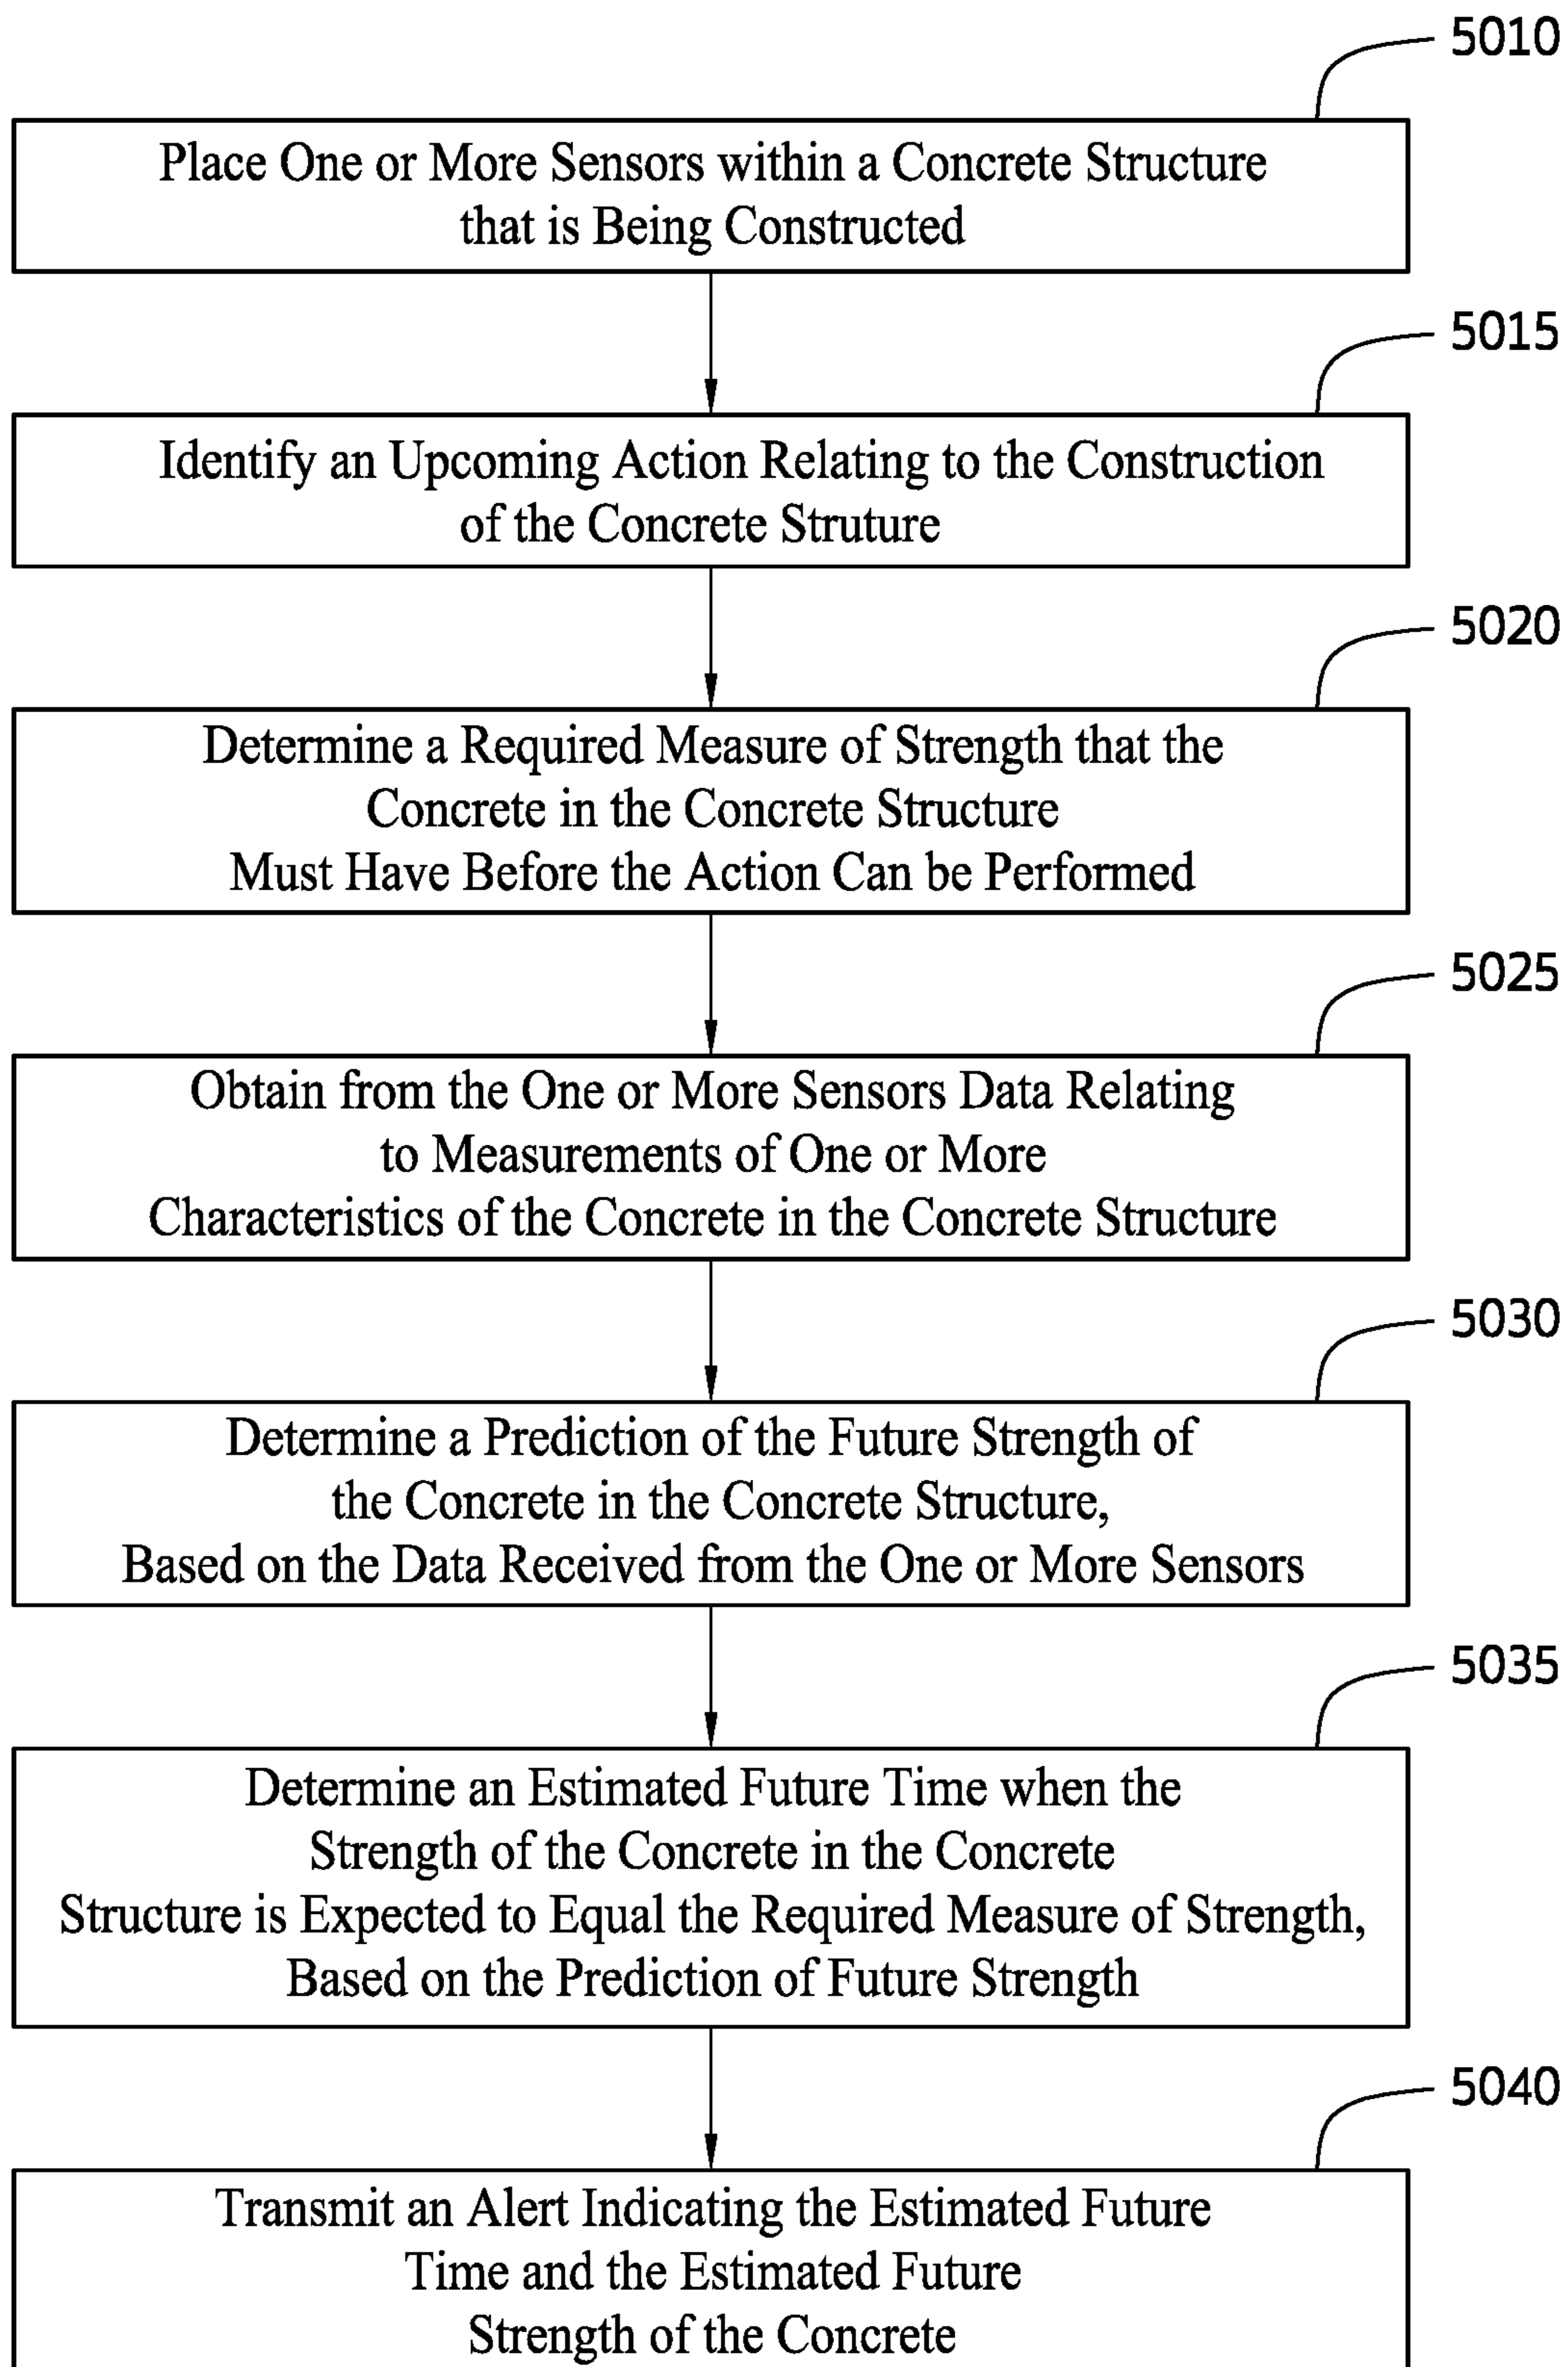 5010
Place One or More Sensors within a Concrete Structure
that is Being Constructed
5015
Identify an Upcoming Action Relating to the Construction
of the Concrete Struture
5020
Determine a Required Measure of Strength that the
Concrete in the Concrete Structure
Must Have Before the Action Can be Performed
5025
Obtain from the One or More Sensors Data Relating
to Measurements of One or More
Characteristics of the Concrete in the Concrete Structure
5030
Determine a Prediction of the Future Strength of
the Concrete in the Concrete Structure,
Based on the Data Received from the One or More Sensors
5035
Determine an Estimated Future Time when the
Strength of the Concrete in the Concrete
Structure is Expected to Equal the Required Measure of Strength,
Based on the Prediction of Future Strength
5040
Transmit an Alert Indicating the Estimated Future
Time and the Estimated Future
Strength of the Concrete